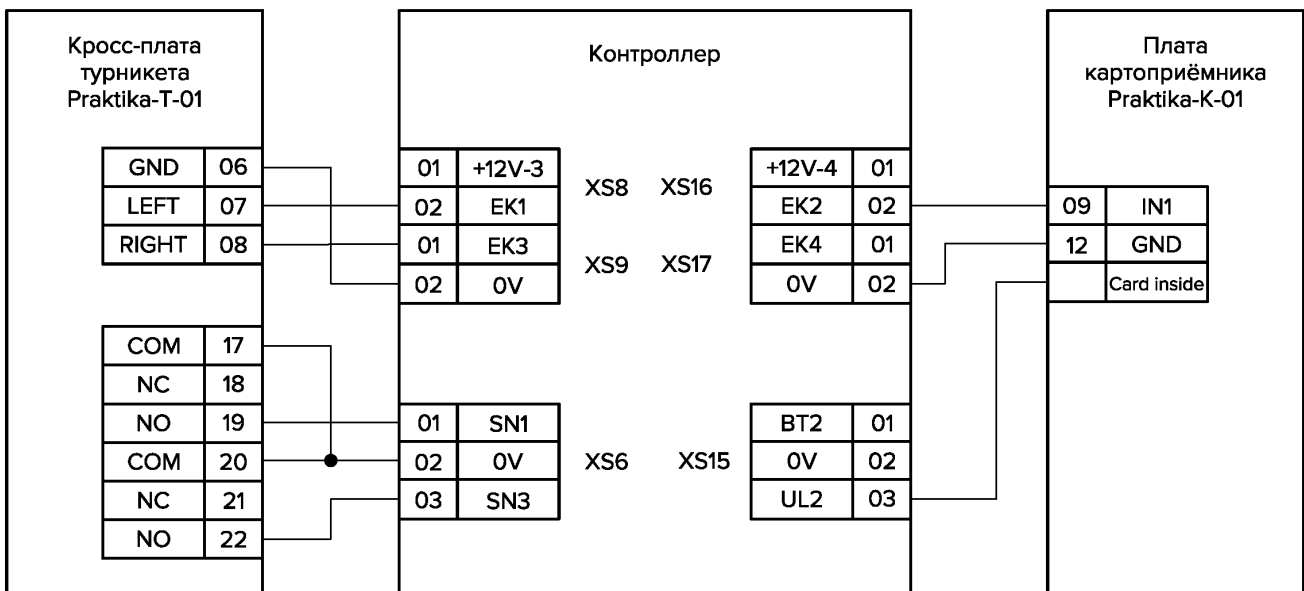 Кросс-плата
турникета
Praktika-T-01
Контроллер
Плата
картоприёмника
Praktika-K-01
GND 06
LEFT 07
RIGHT 08
COM 17
NC 18
NO 19
COM 20
NC 21
NO 22
01 +12V-3
02 EK1
01 EK3
02 0V
XS8 XS16
XS9 XS17
+12V-4 01
EK2 02
EK4 01
0V 02
01 SN1
02 0V
03 SN3
XS6 XS15
BT2 01
0V 02
UL2 03
09 IN1
12 GND
Card inside